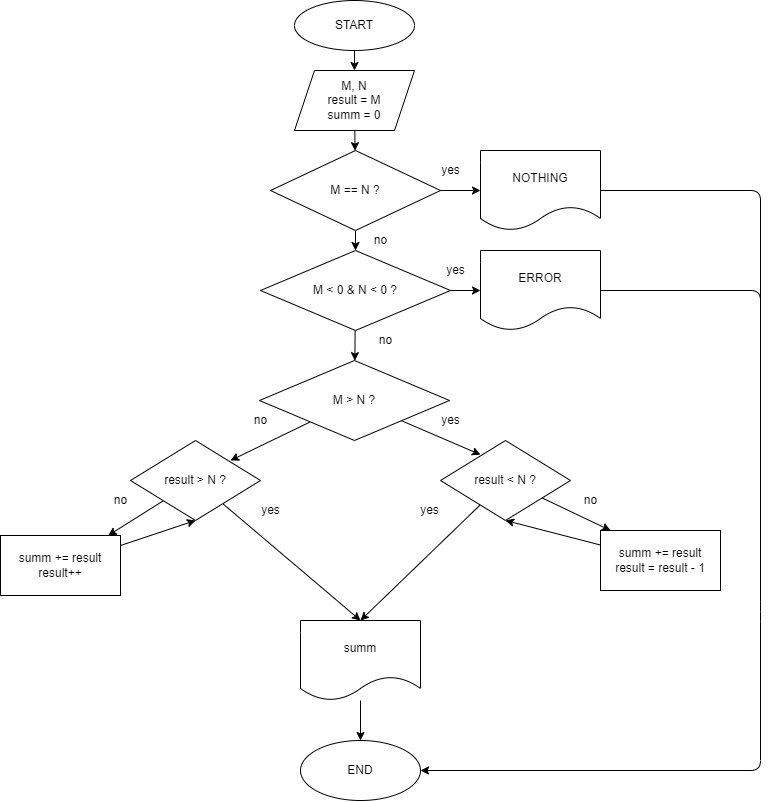 START
M, N
result = M
summ = 0
M == N ?
yes
NOTHING
no
M < 0 & N < 0 ?
yes
ERROR
no
M > N ?
no
yes
result > N ?
result < N ?
no
yes
yes
no
summ += result
result++
summ += result
result = result - 1
summ
END